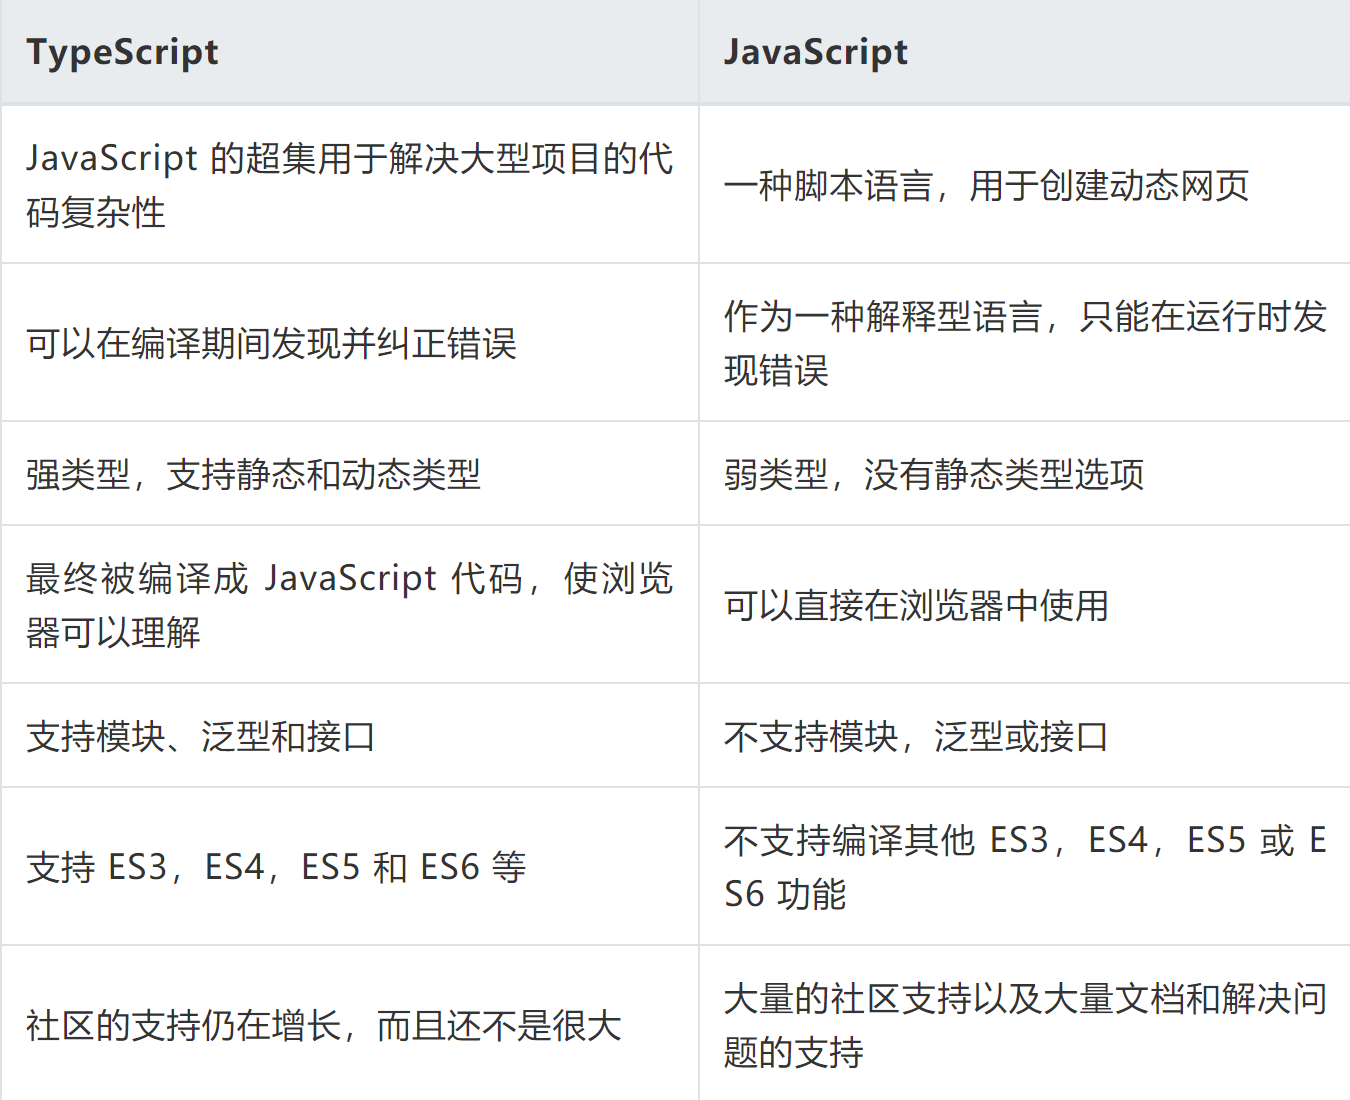 TypeScript
JavaScript
JavaScript 的超集用于解决大型项目的代
码复杂性
一种脚本语言，用于创建动态网页
可以在编译期间发现并纠正错误
作为一种解释型语言，只能在运行时发
现错误
强类型，支持静态和动态类型
弱类型，没有静态类型选项
最终被编译成 JavaScript 代码，使浏览
器可以理解
可以直接在浏览器中使用
支持模块、泛型和接口
不支持模块，泛型或接口
支持 ES3，ES4，ES5 和 ES6 等
不支持编译其他 ES3，ES4，ES5 或 E
S6 功能
社区的支持仍在增长，而且还不是很大
大量的社区支持以及大量文档和解决问
题的支持